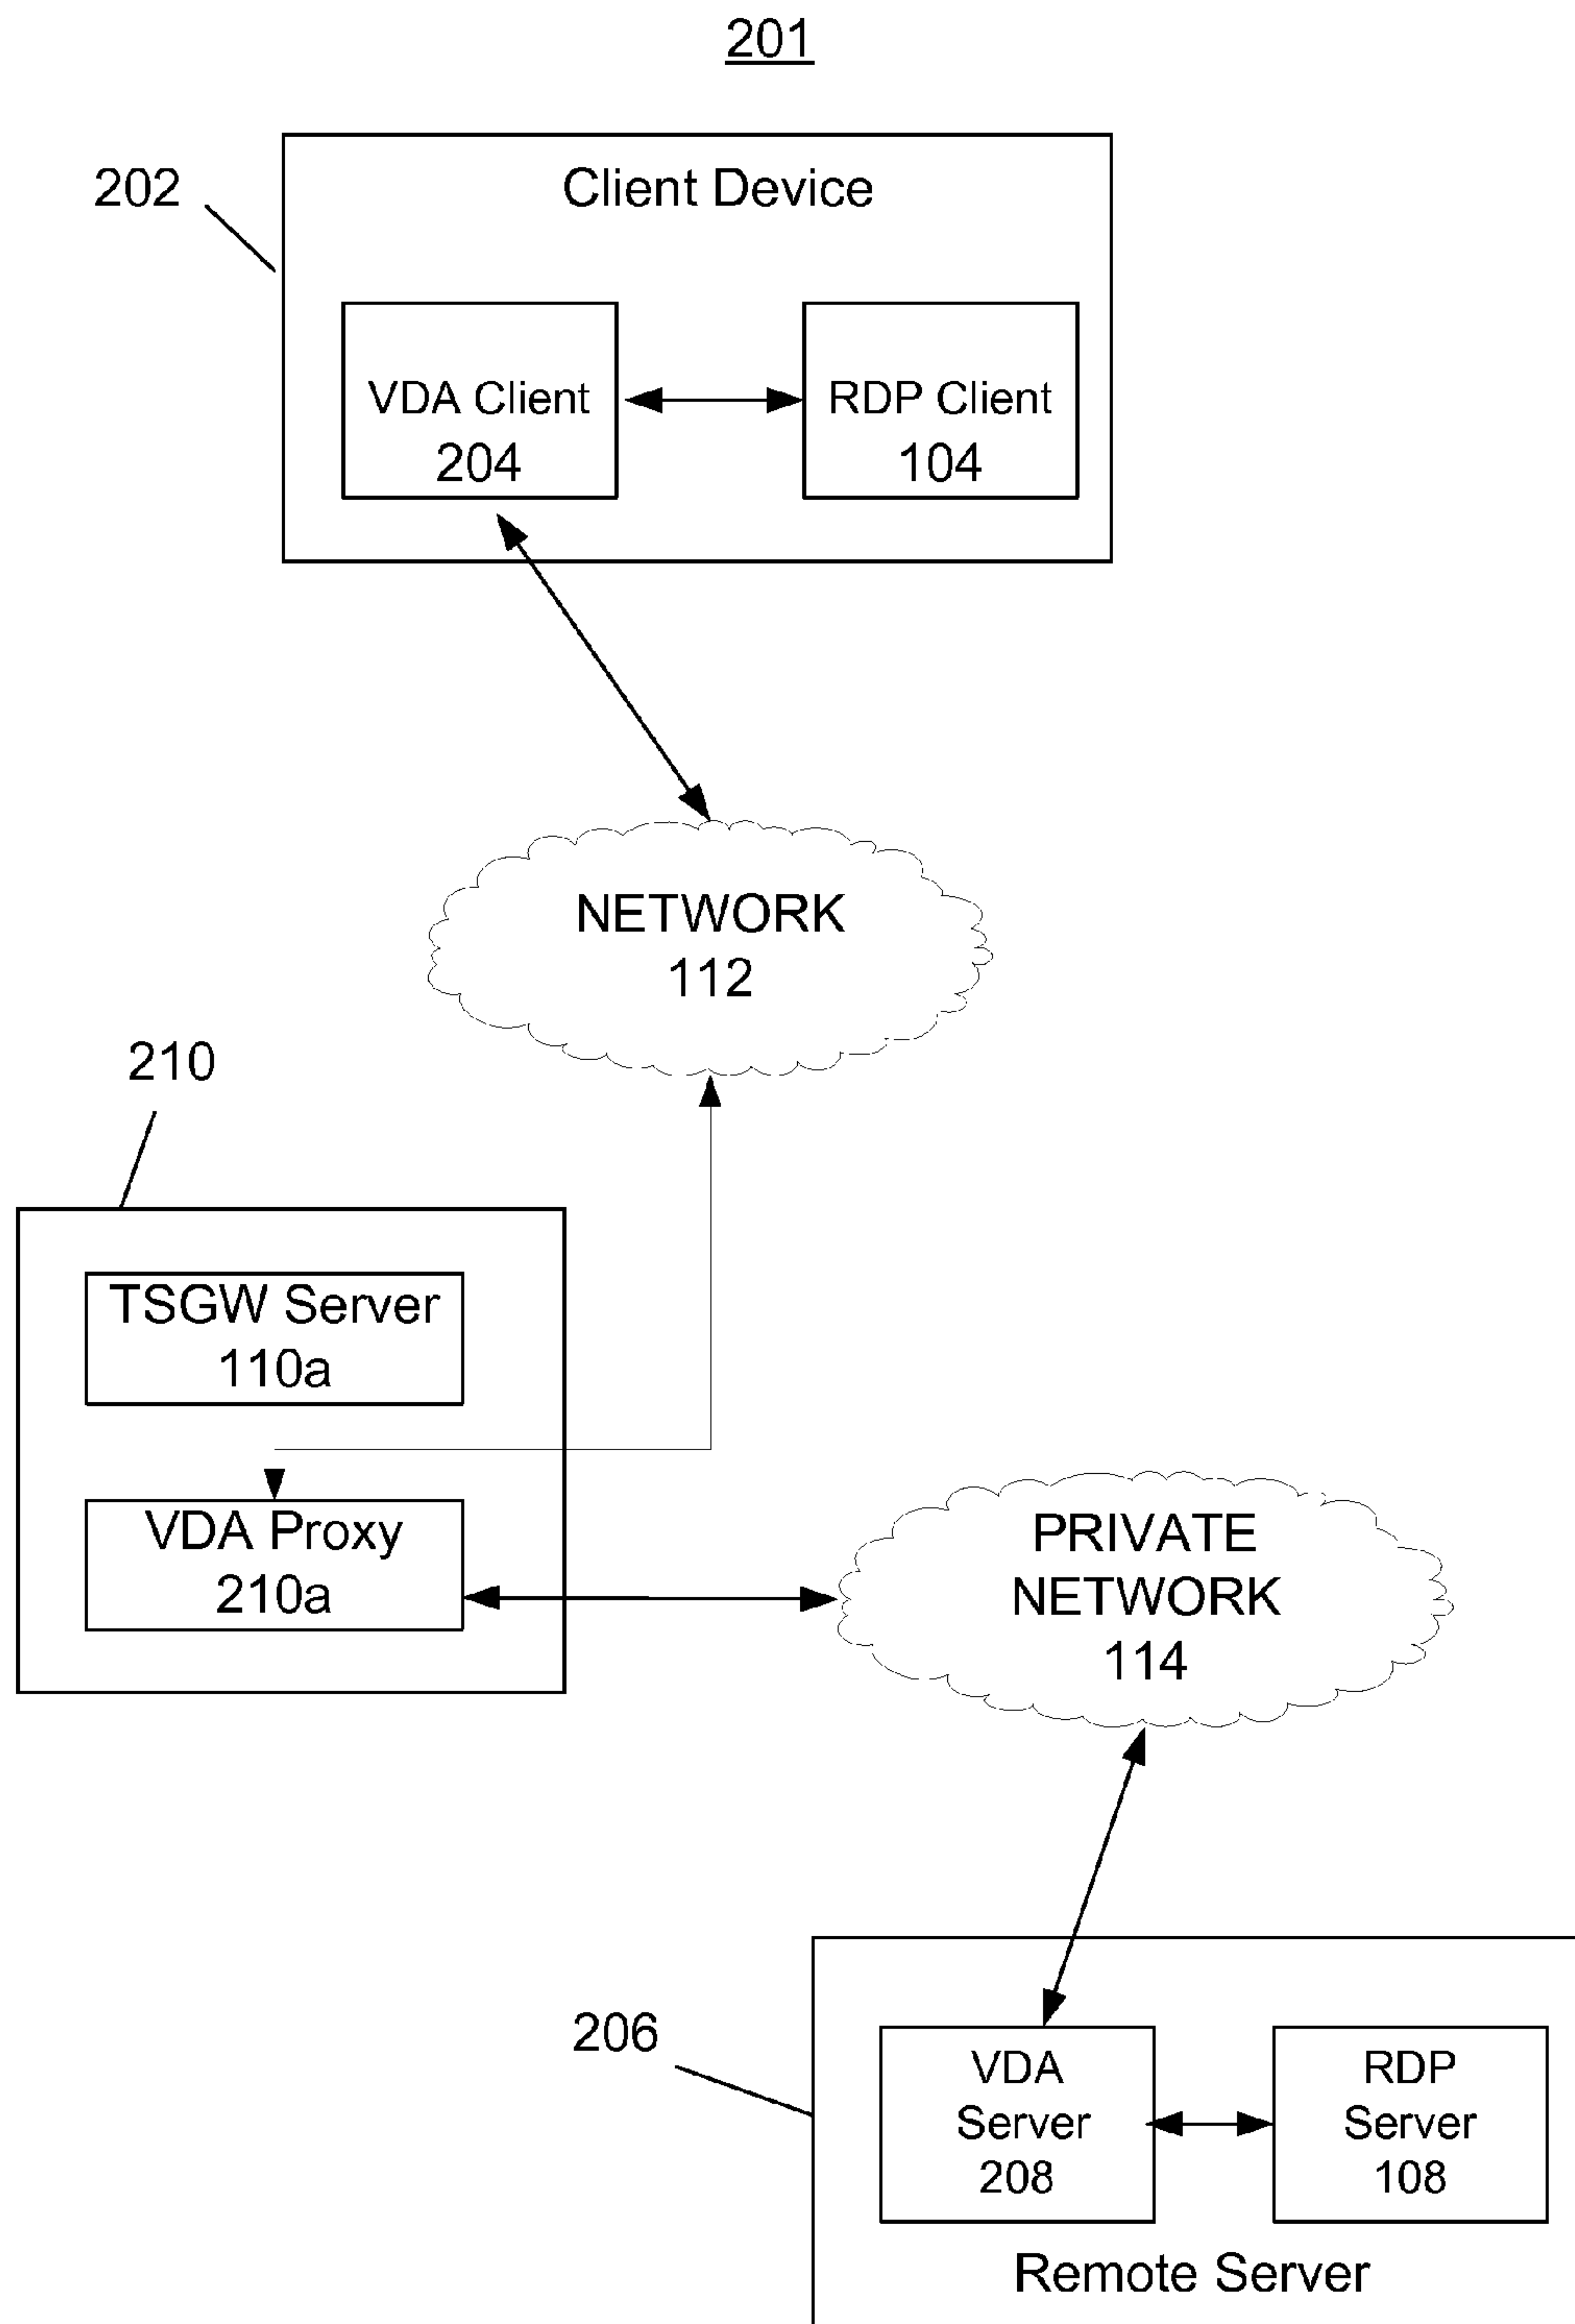 201
202
Client Device
VDA Client
204
RDP Client
104
NETWORK
112
210
TSGW Server
110a
VDA Proxy
210a
PRIVATE
NETWORK
114
206
VDA
Server
208
RDP
Server
108
Remote Server